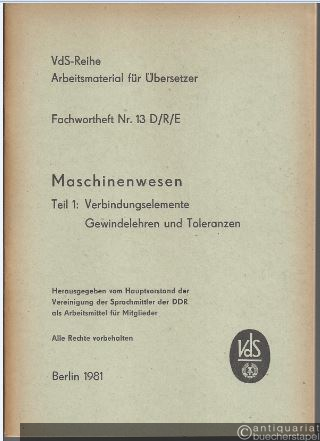 VdS-Reihe
Arbeitsmaterial für Übersetzer
Fachwortheft Nr. 13 D/R/E
Maschinenwesen
Teil 1: Verbindungselemente
Gewindelehren und Toleranzen
Herausgegeben vom Hauptvorstand der
Vereinigung der Sprachmittler der DDR
als Arbeitsmittel für Mitglieder
Alle Rechte vorbehalten
VdS
Berlin 1981
© antiquariat
buecherstapel